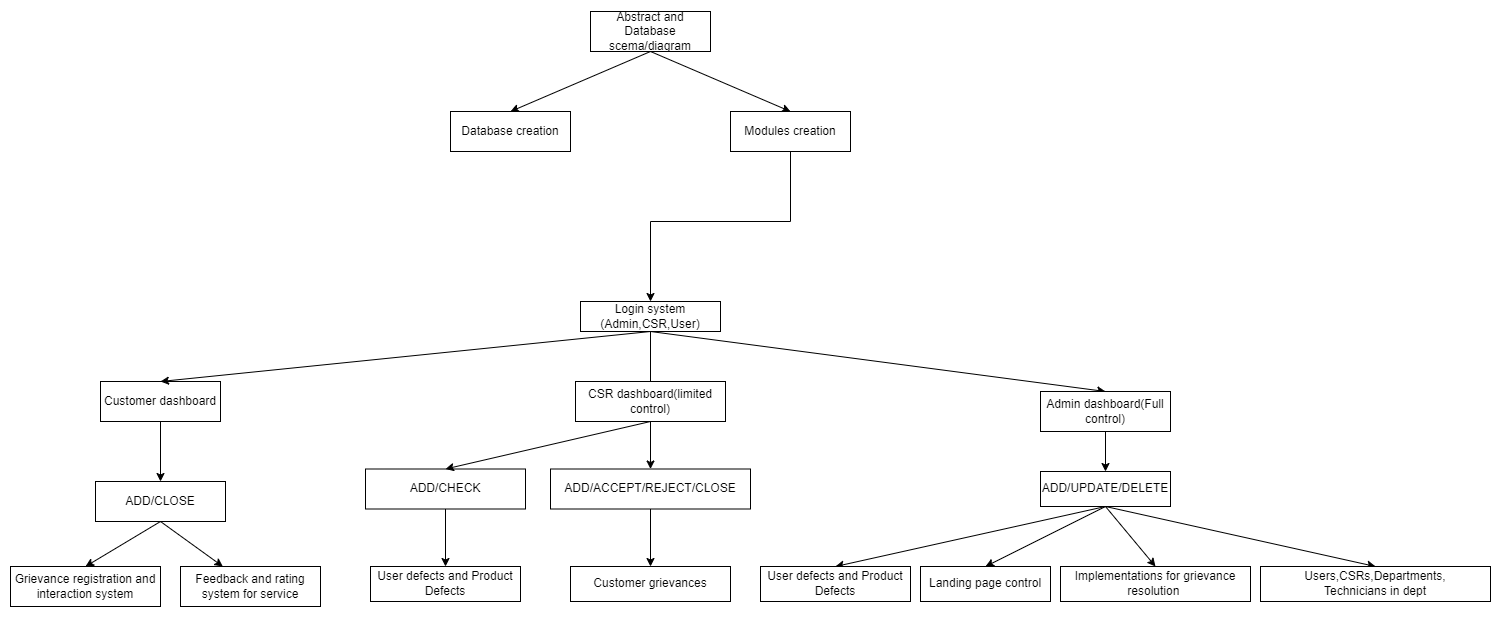 Abstract and
Database
scema/diagram
Database creation
Modules creation
Login system
(Admin,CSR,User)
Customer dashboard
CSR dashboard(limited
control)
Admin dashboard(Full
control)
ADD/CLOSE
ADD/CHECK
ADD/ACCEPT/REJECT/CLOSE
ADD/UPDATE/DELETE
Grievance registration and
interaction system
Feedback and rating
system for service
User defects and Product
Defects
Customer grievances
User defects and Product
Defects
Landing page control
Implementations for grievance
resolution
Users,CSRs,Departments,
Technicians in dept